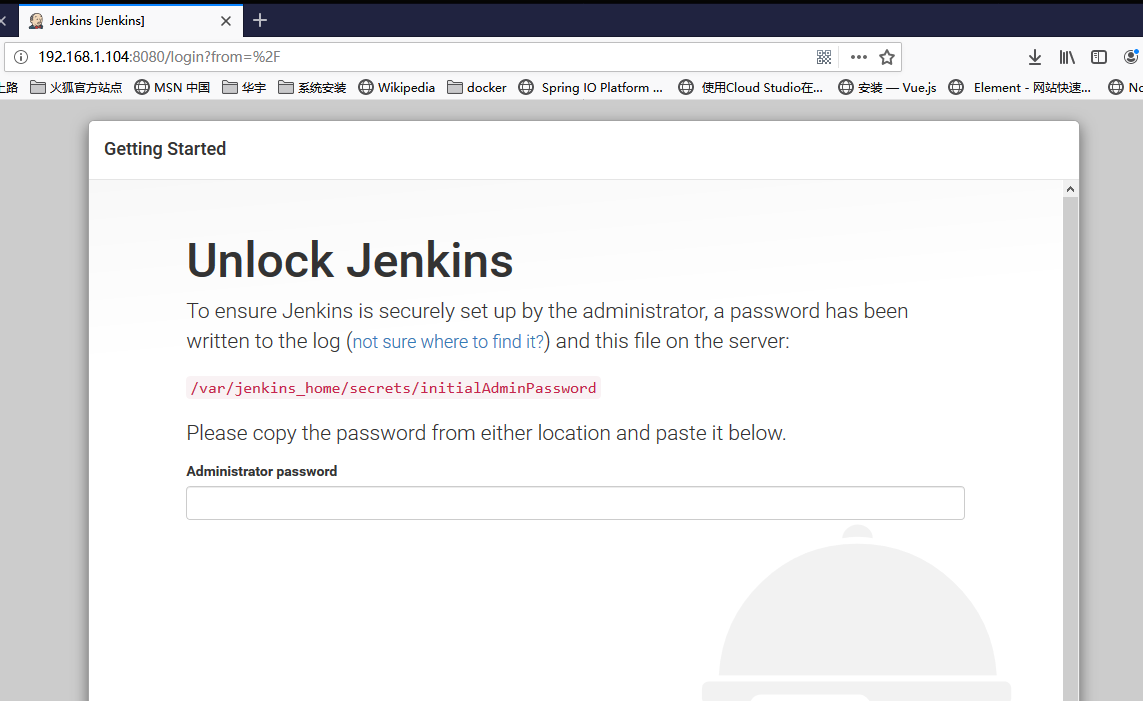 Jenkins [Jenkins]
192.168.1.104:8080/login?from=%2F
上路 火狐官方站点 MSN 中国 华宇 系统安装 Wikipedia docker Spring IO Platform ... 使用Cloud Studio在... 安装 — Vue.js Element - 网站快速...
Getting Started
Unlock Jenkins
To ensure Jenkins is securely set up by the administrator, a password has been
written to the log (not sure where to find it?) and this file on the server:
/var/jenkins_home/secrets/initialAdminPassword
Please copy the password from either location and paste it below.
Administrator password